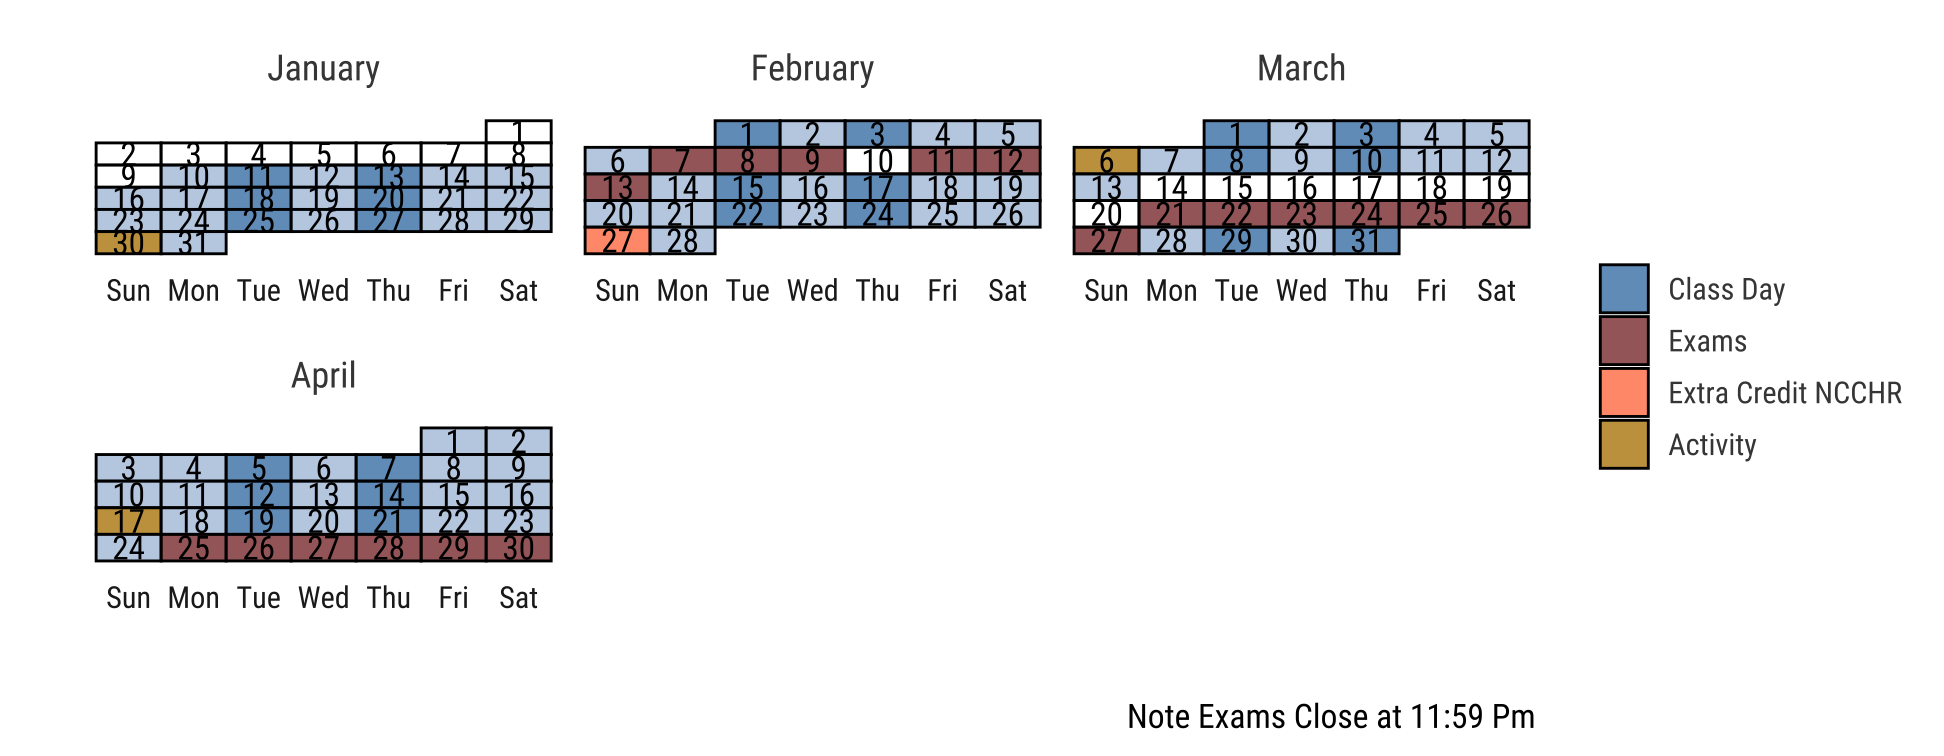 January
1
2 3 4 5 6 7 8
9 10 11 12 13 14 15
16 17 18 19 20 21 22
23 24 25 26 27 28 29
30 31
Sun Mon Tue Wed Thu Fri Sat
February
1 2 3 4 5
6 7 8 9 10 11 12
13 14 15 16 17 18 19
20 21 22 23 24 25 26
27 28
Sun Mon Tue Wed Thu Fri Sat
March
1 2 3 4 5
6 7 8 9 10 11 12
13 14 15 16 17 18 19
20 21 22 23 24 25 26
27 28 29 30 31
Sun Mon Tue Wed Thu Fri Sat
April
1 2
3 4 5 6 7 8 9
10 11 12 13 14 15 16
17 18 19 20 21 22 23
24 25 26 27 28 29 30
Sun Mon Tue Wed Thu Fri Sat
Class Day
Exams
Extra Credit NCCHR
Activity
Note Exams Close at 11:59 Pm